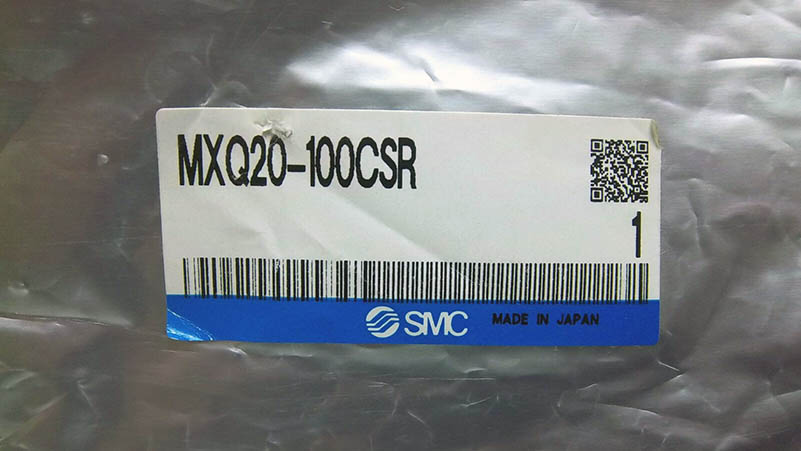 MXQ20-100CSR
1
SMC MADE IN JAPAN